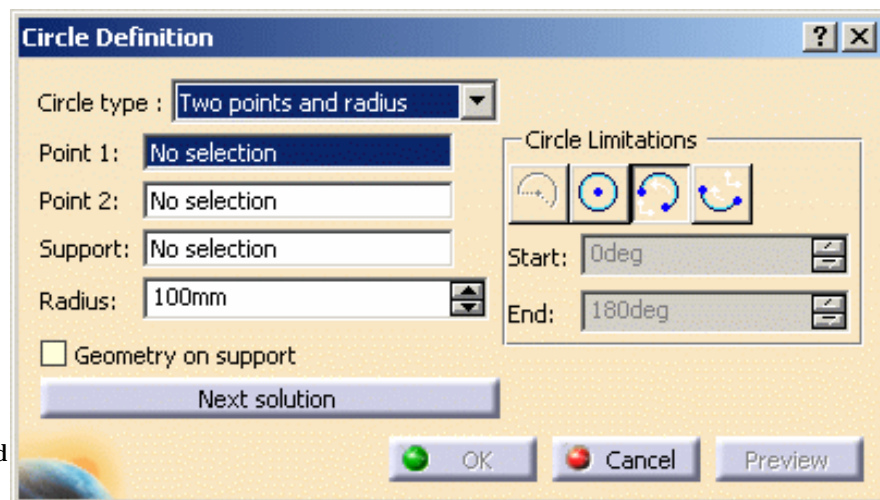 Circle Definition
Circle type : Two points and radius
Point 1: No selection
Point 2: No selection
Support: No selection
Radius: 100mm
Geometry on support
Next solution
Circle Limitations
Start: 0deg
End: 180deg
OK Cancel Preview